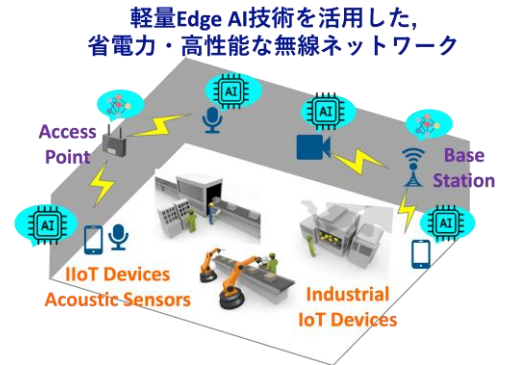 軽量Edge AI技術を活用した,
省電力・高性能な無線ネットワーク
AI
AI
Access
Point
Base
Station
AI
AI
IIoT Devices
Acoustic Sensors
Industrial
IoT Devices